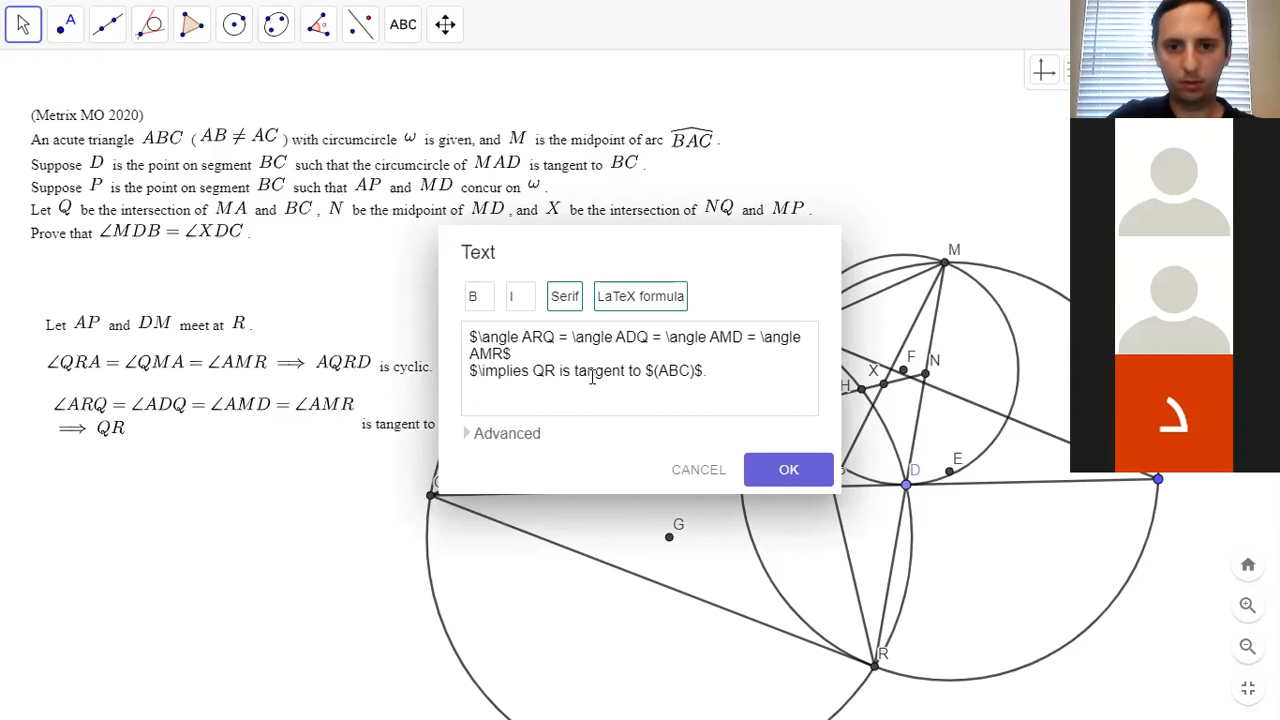 ABC
(Metrix MO 2020)
An acute triangle ABC ( AB ≠ AC ) with circumcircle ω is given, and M is the midpoint of arc \widehat{BAC} .
Suppose D is the point on segment BC such that the circumcircle of MAD is tangent to BC .
Suppose P is the point on segment BC such that AP and MD concur on ω .
Let Q be the intersection of MA and BC , N be the midpoint of MD , and X be the intersection of NQ and MP .
Prove that ∠MDB = ∠XDC .
Let AP and DM meet at R .
∠QRA = ∠QMA = ∠AMR ⟹ AQRD is cyclic.
∠ARQ = ∠ADQ = ∠AMD = ∠AMR
⟹ QR is tangent to
Text
B I Serif LaTeX formula
$\angle ARQ = \angle ADQ = \angle AMD = \angle
AMR$
$\implies QR is tangent to $(ABC)$.
Advanced
CANCEL OK
M
F N
X
H
E
D
G
R
د